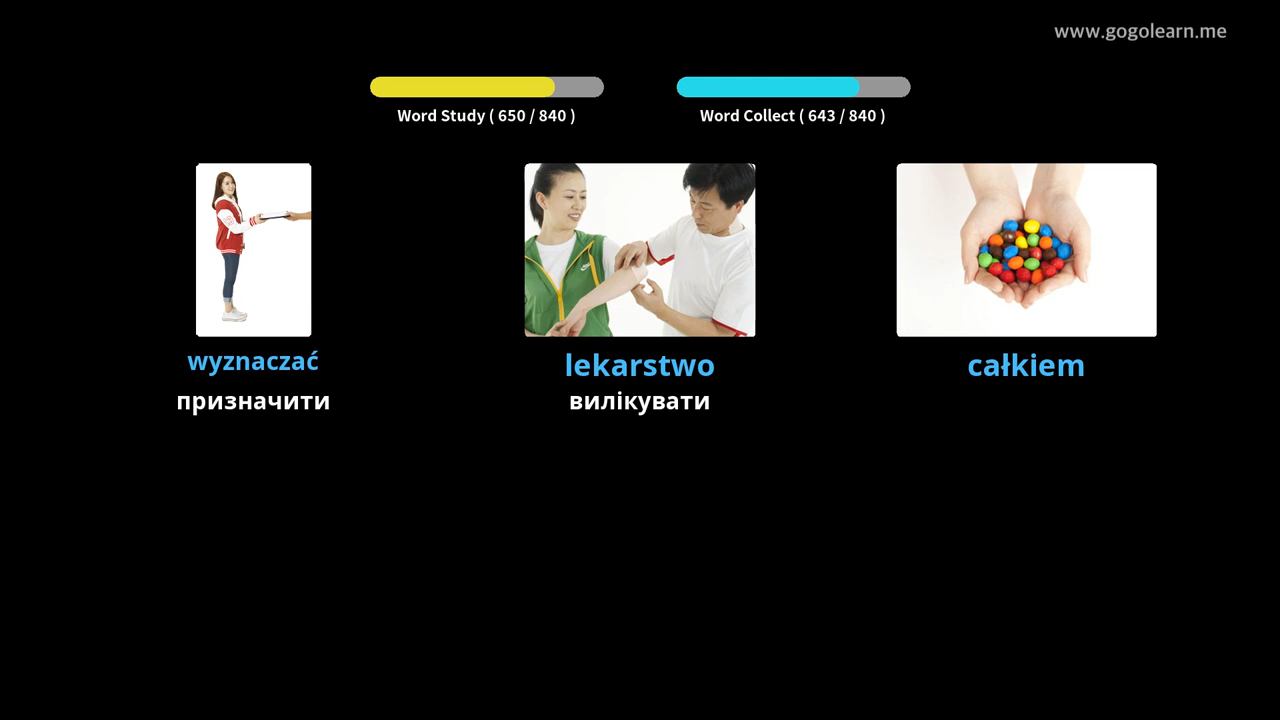 www.gogolearn.me
Word Study ( 650 / 840 )
Word Collect ( 643 / 840 )
wyznaczać
призначити
lekarstwo
вилікувати
całkiem